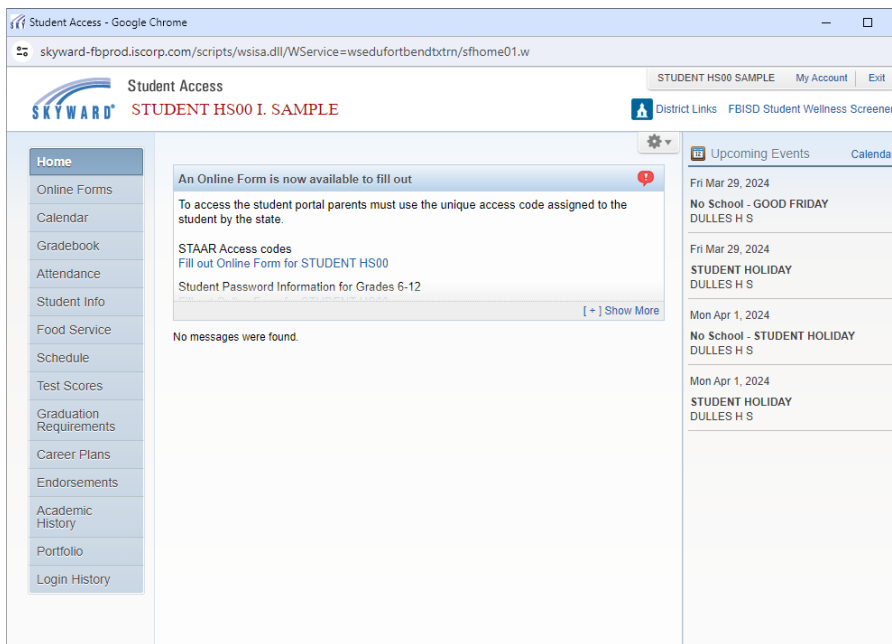 Student Access - Google Chrome
skyward-fbprod.iscorp.com/scripts/wsisa.dll/WService=wsedufortbendtxtrn/sfhome01.w
SKYWARD®
Student Access
STUDENT HS00 I. SAMPLE
STUDENT HS00 SAMPLE My Account Exit
District Links FBISD Student Wellness Screener
Home
Online Forms
Calendar
Gradebook
Attendance
Student Info
Food Service
Schedule
Test Scores
Graduation
Requirements
Career Plans
Endorsements
Academic
History
Portfolio
Login History
An Online Form is now available to fill out
To access the student portal parents must use the unique access code assigned to the
student by the state.
STAAR Access codes
Fill out Online Form for STUDENT HS00
Student Password Information for Grades 6-12
Fill out Online Form for STUDENT HS00
[ + ] Show More
No messages were found.
Upcoming Events Calenda
Fri Mar 29, 2024
No School - GOOD FRIDAY
DULLES H S
Fri Mar 29, 2024
STUDENT HOLIDAY
DULLES H S
Mon Apr 1, 2024
No School - STUDENT HOLIDAY
DULLES H S
Mon Apr 1, 2024
STUDENT HOLIDAY
DULLES H S